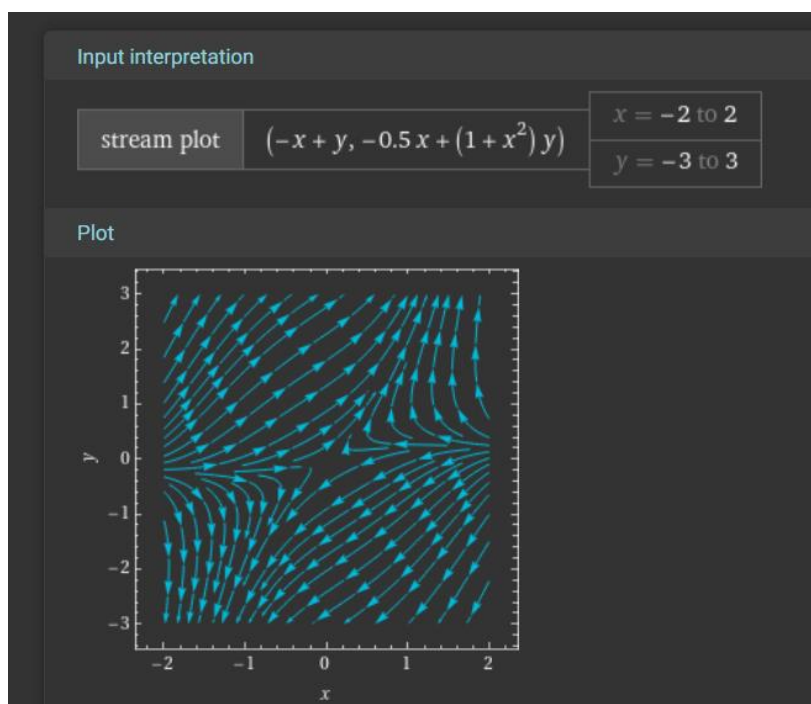 Input interpretation
stream plot (-x + y, -0.5 x + (1 + x²) y) x = -2 to 2
y = -3 to 3
Plot
3
2
1
y 0
-1
-2
-3
-2 -1 0 1 2
x